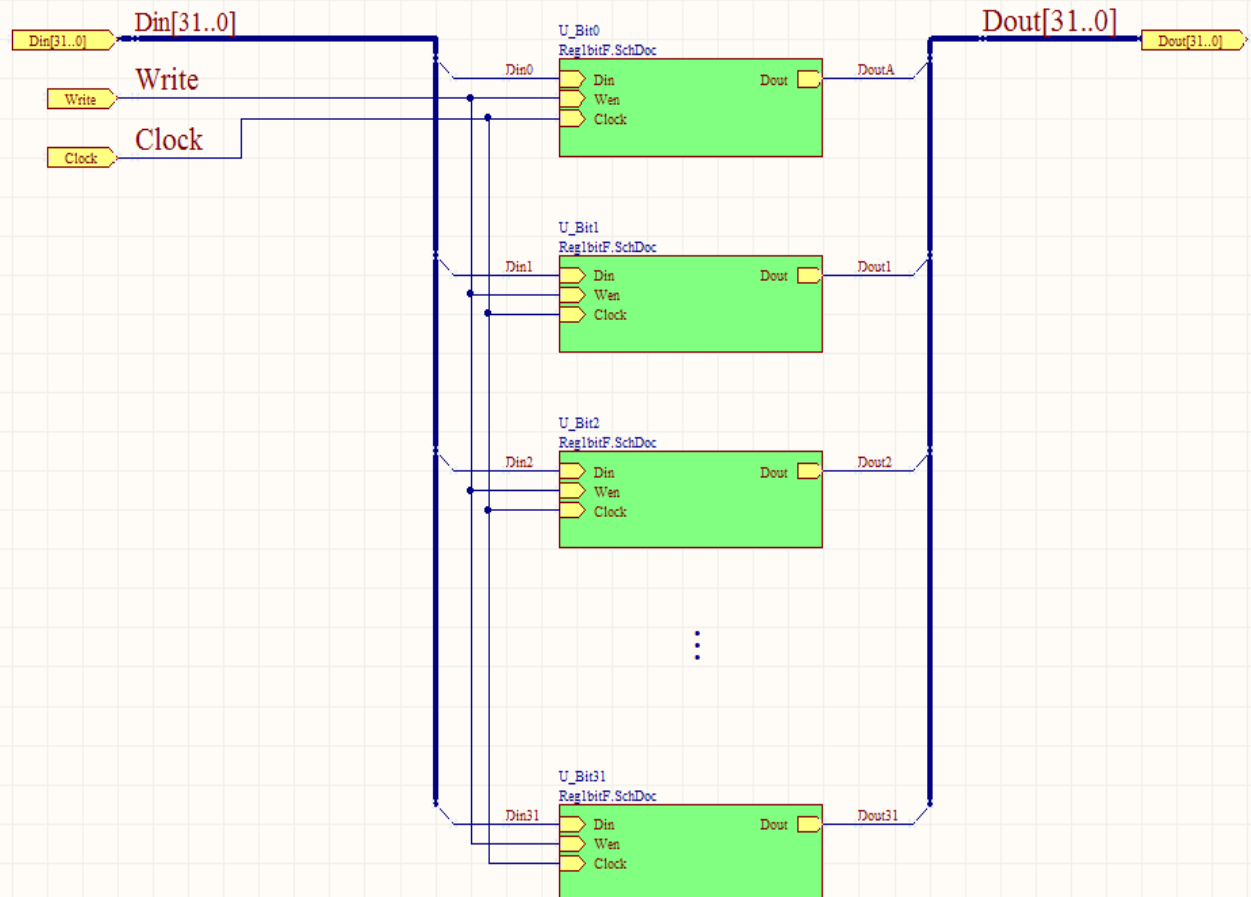 Din[31..0]
Din[31..0]
Dout[31..0]
Dout[31..0]
Write
Write
Clock
Clock
U_Bit0
Reg1bitF.SchDoc
Din0
Din
Dout
DoutA
Wen
Clock
U_Bit1
Reg1bitF.SchDoc
Din1
Din
Dout
Dout1
Wen
Clock
U_Bit2
Reg1bitF.SchDoc
Din2
Din
Dout
Dout2
Wen
Clock
U_Bit31
Reg1bitF.SchDoc
Din31
Din
Dout
Dout31
Wen
Clock